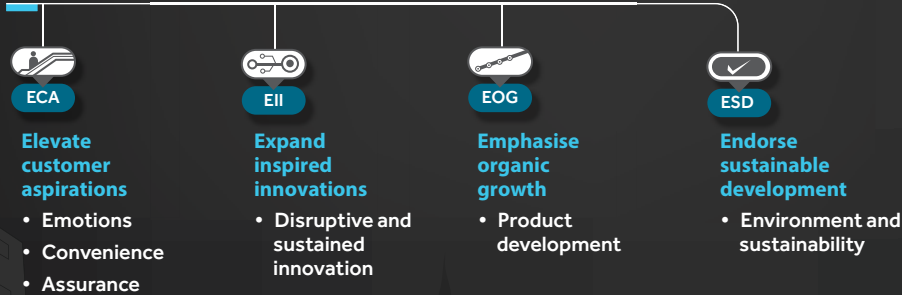 ECA
Elevate
customer
aspirations
• Emotions
• Convenience
• Assurance
EII
Expand
inspired
innovations
• Disruptive and
sustained
innovation
EOG
Emphasise
organic
growth
• Product
development
ESD
Endorse
sustainable
development
• Environment and
sustainability